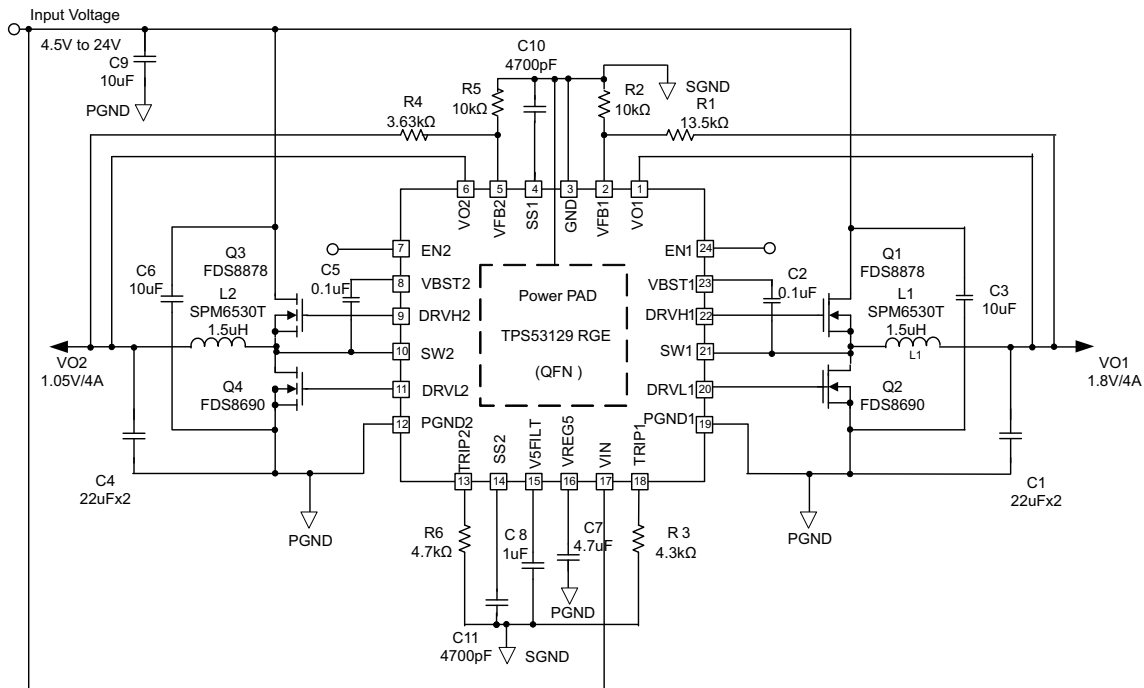 Input Voltage
4.5V to 24V
C9
10uF
PGND
C10
4700pF
R5
10kΩ
R2
10kΩ
SGND
R1
13.5kΩ
R4
3.63kΩ
6
5
4
3
2
1
VO2
VFB2
SS1
GND
VFB1
VO1
7
EN2
EN1
24
8
VBST2
VBST1
23
9
DRVH2
DRVH1
22
10
SW2
SW1
21
11
DRVL2
DRVL1
20
12
PGND2
PGND1
19
Power PAD
TPS53129 RGE
(QFN )
Q3
FDS8878
C6
10uF
L2
SPM6530T
1.5uH
C5
0.1uF
VO2
1.05V/4A
Q4
FDS8690
C4
22uFx2
PGND
C2
0.1uF
Q1
FDS8878
L1
SPM6530T
1.5uH
L1
C3
10uF
VO1
1.8V/4A
Q2
FDS8690
C1
22uFx2
PGND
TRIP2
SS2
V5FILT
VREG5
VIN
TRIP1
13
14
15
16
17
18
R6
4.7kΩ
C 8
1uF
C7
4.7uF
R 3
4.3kΩ
PGND
C11
4700pF
SGND